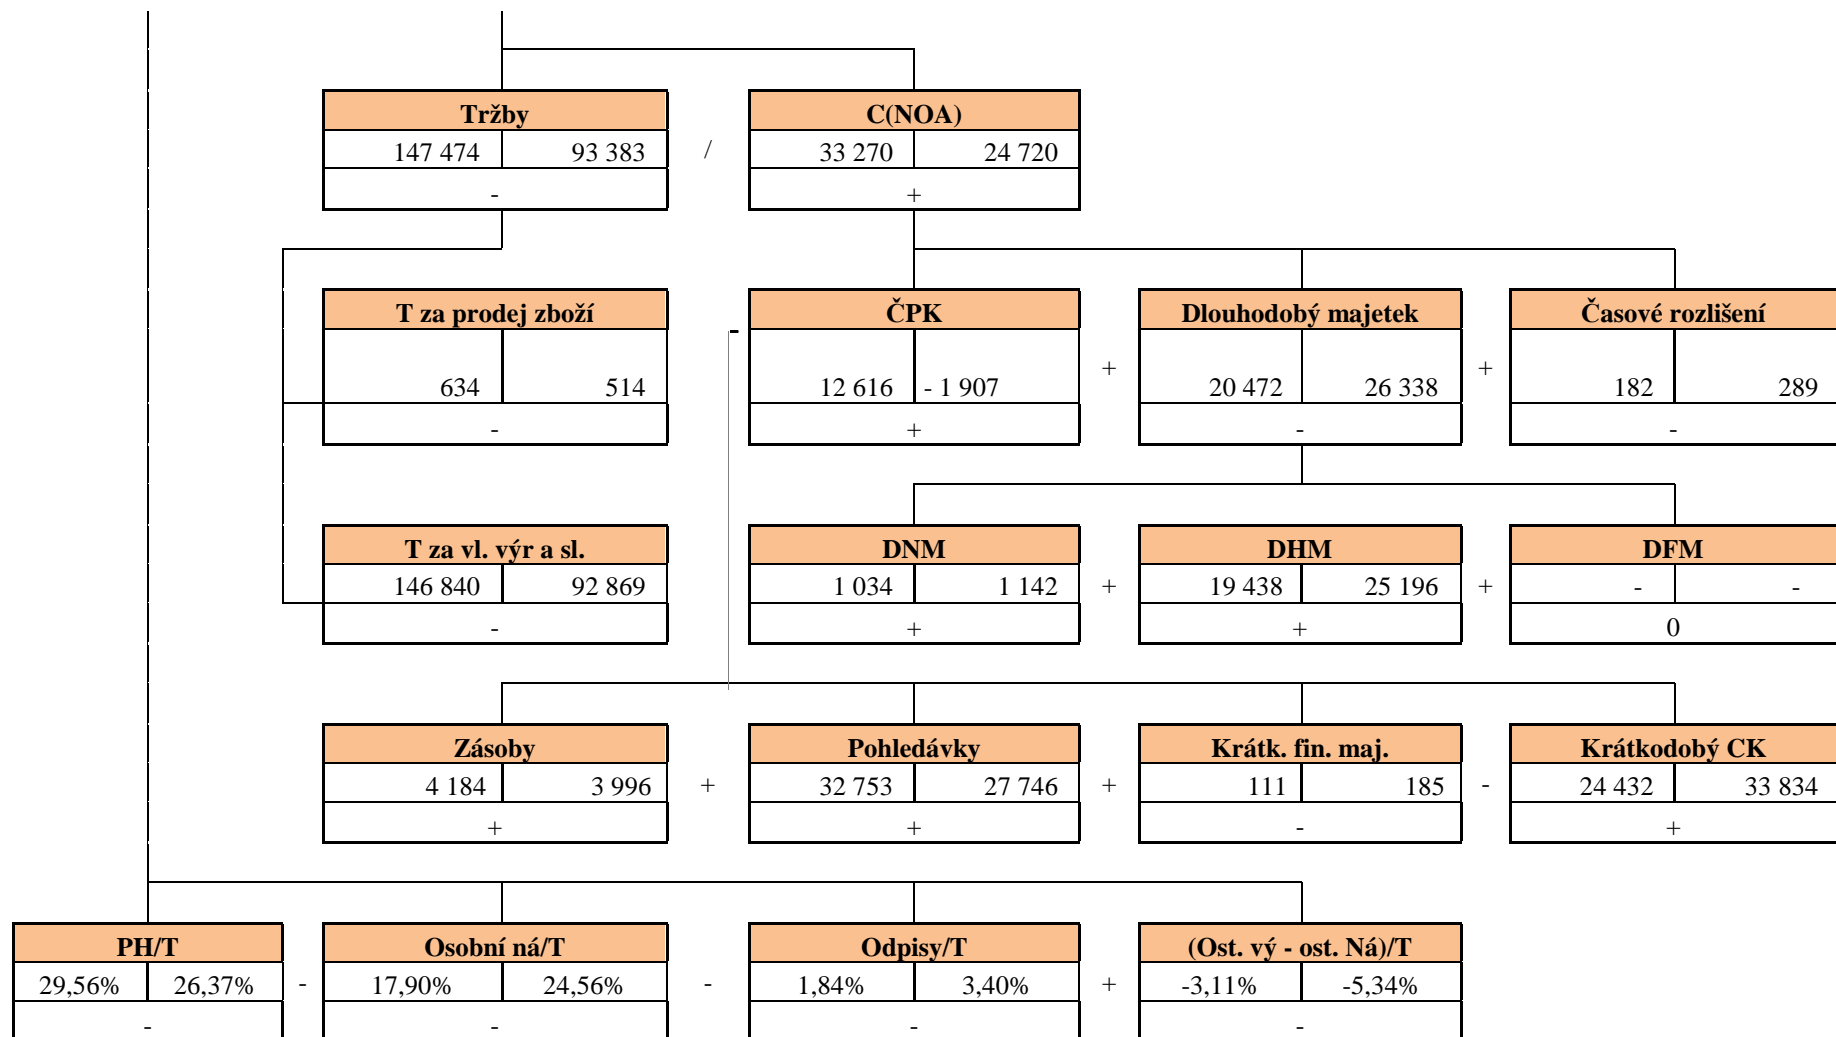 Tržby C(NOA)
147 474 93 383 / 33 270 24 720
- +
T za prodej zboží ČPK Dlouhodobý majetek Časové rozlišení
-
+ +
634 514 12 616 - 1 907 20 472 26 338 182 289
- + - -
T za vl. výr a sl. DNM DHM DFM
146 840 92 869 1 034 1 142 + 19 438 25 196 + - -
- + + 0
Zásoby Pohledávky Krátk. fin. maj. Krátkodobý CK
4 184 3 996 + 32 753 27 746 + 111 185 - 24 432 33 834
+ + - +
PH/T Osobní ná/T Odpisy/T (Ost. vý - ost. Ná)/T
29,56% 26,37% - 17,90% 24,56% - 1,84% 3,40% + -3,11% -5,34%
- - - -